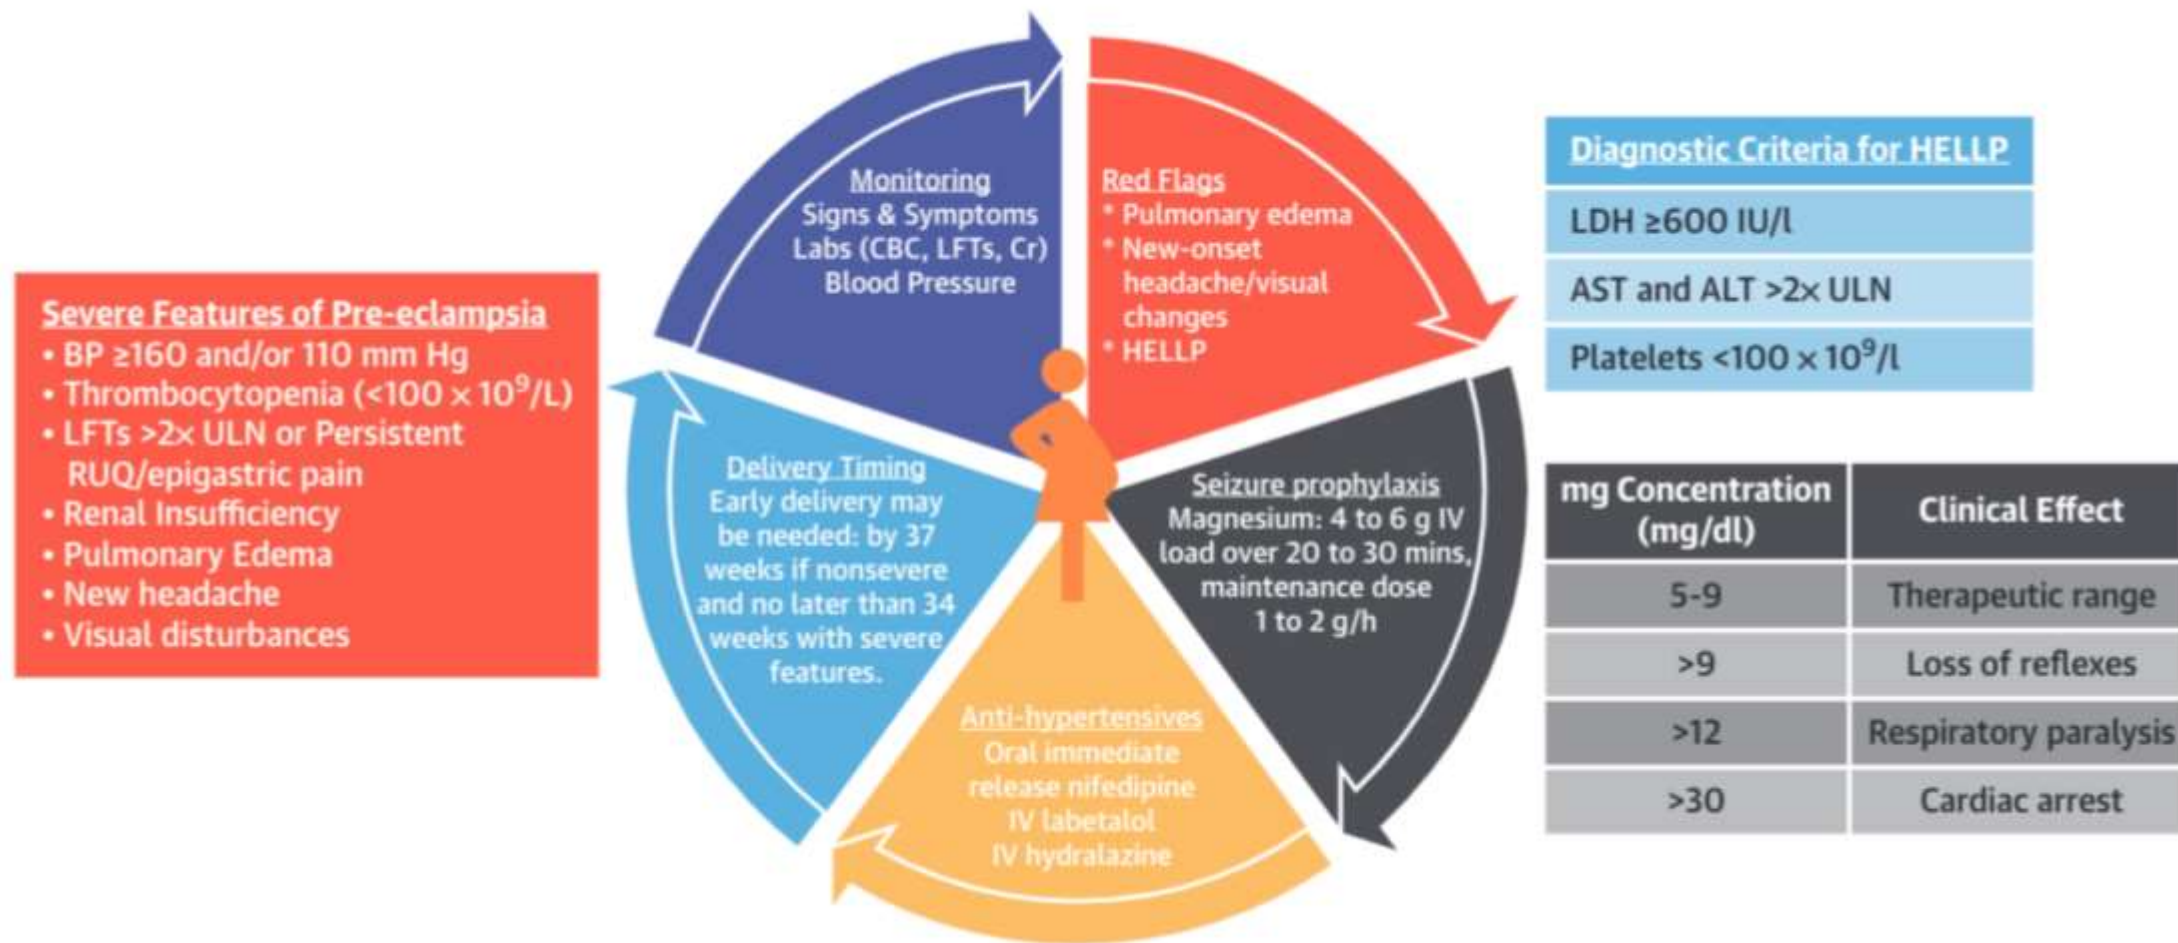 Severe Features of Pre-eclampsia
• BP ≥160 and/or 110 mm Hg
• Thrombocytopenia (<100 × 10⁹/L)
• LFTs >2x ULN or Persistent
RUQ/epigastric pain
• Renal Insufficiency
• Pulmonary Edema
• New headache
• Visual disturbances
Monitoring
Signs & Symptoms
Labs (CBC, LFTs, Cr)
Blood Pressure
Red Flags
* Pulmonary edema
* New-onset
headache/visual
changes
* HELLP
Seizure prophylaxis
Magnesium: 4 to 6 g IV
load over 20 to 30 mins,
maintenance dose
1 to 2 g/h
Anti-hypertensives
Oral immediate
release nifedipine
IV labetalol
IV hydralazine
Delivery Timing
Early delivery may
be needed: by 37
weeks if nonsevere
and no later than 34
weeks with severe
features.
Diagnostic Criteria for HELLP
LDH ≥600 IU/l
AST and ALT >2x ULN
Platelets <100 × 10⁹/l
mg Concentration
(mg/dl)
Clinical Effect
5-9 Therapeutic range
>9 Loss of reflexes
>12 Respiratory paralysis
>30 Cardiac arrest